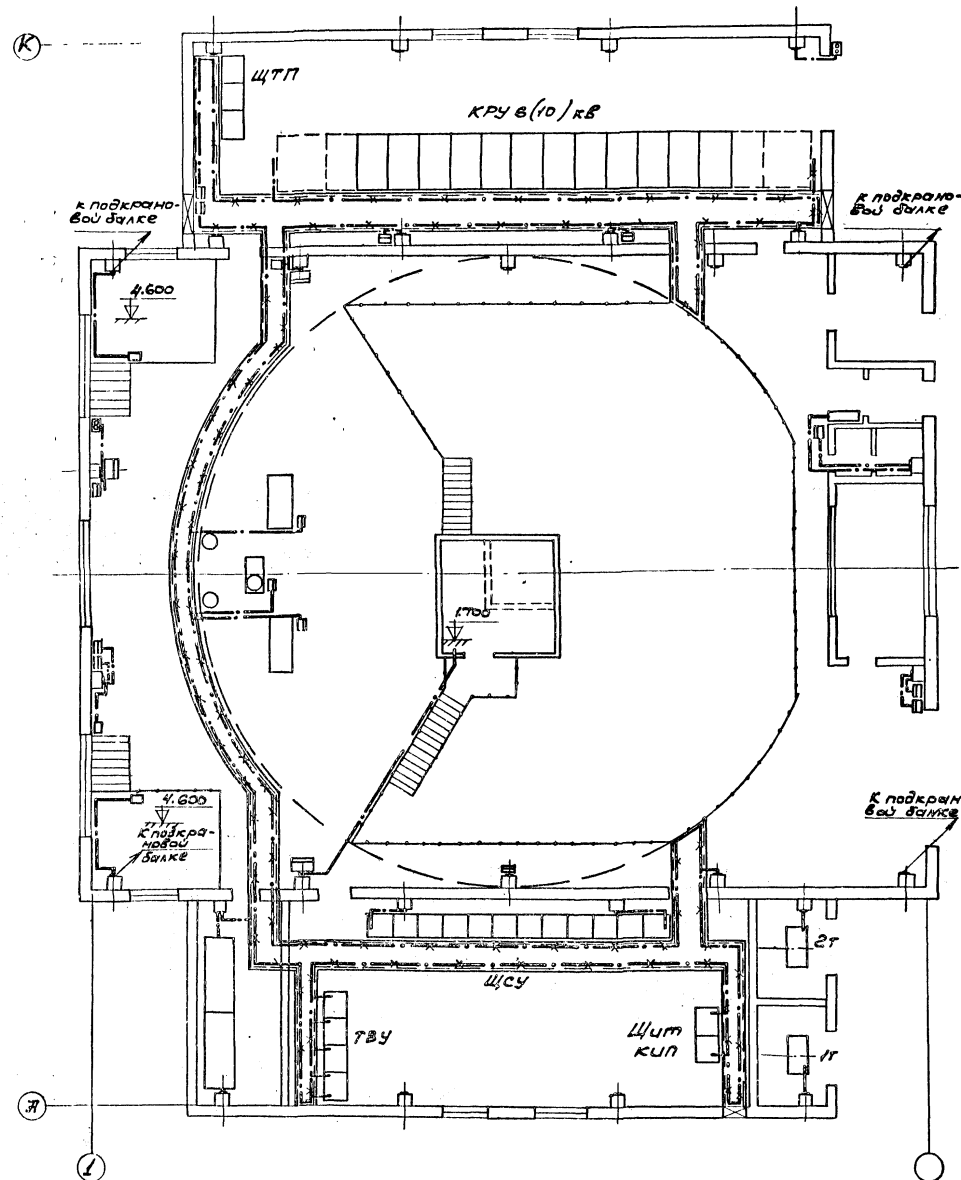 К
ЩТП
КРУ 6(10) кв
к подкрано-
вой балке
к подкрано-
вой балке
4.600
1.700
4.600
К подкра-
новой
балке
К подкран
вой балке
2т
ЩСУ
ТВУ
Щит
кип
1т
А
1